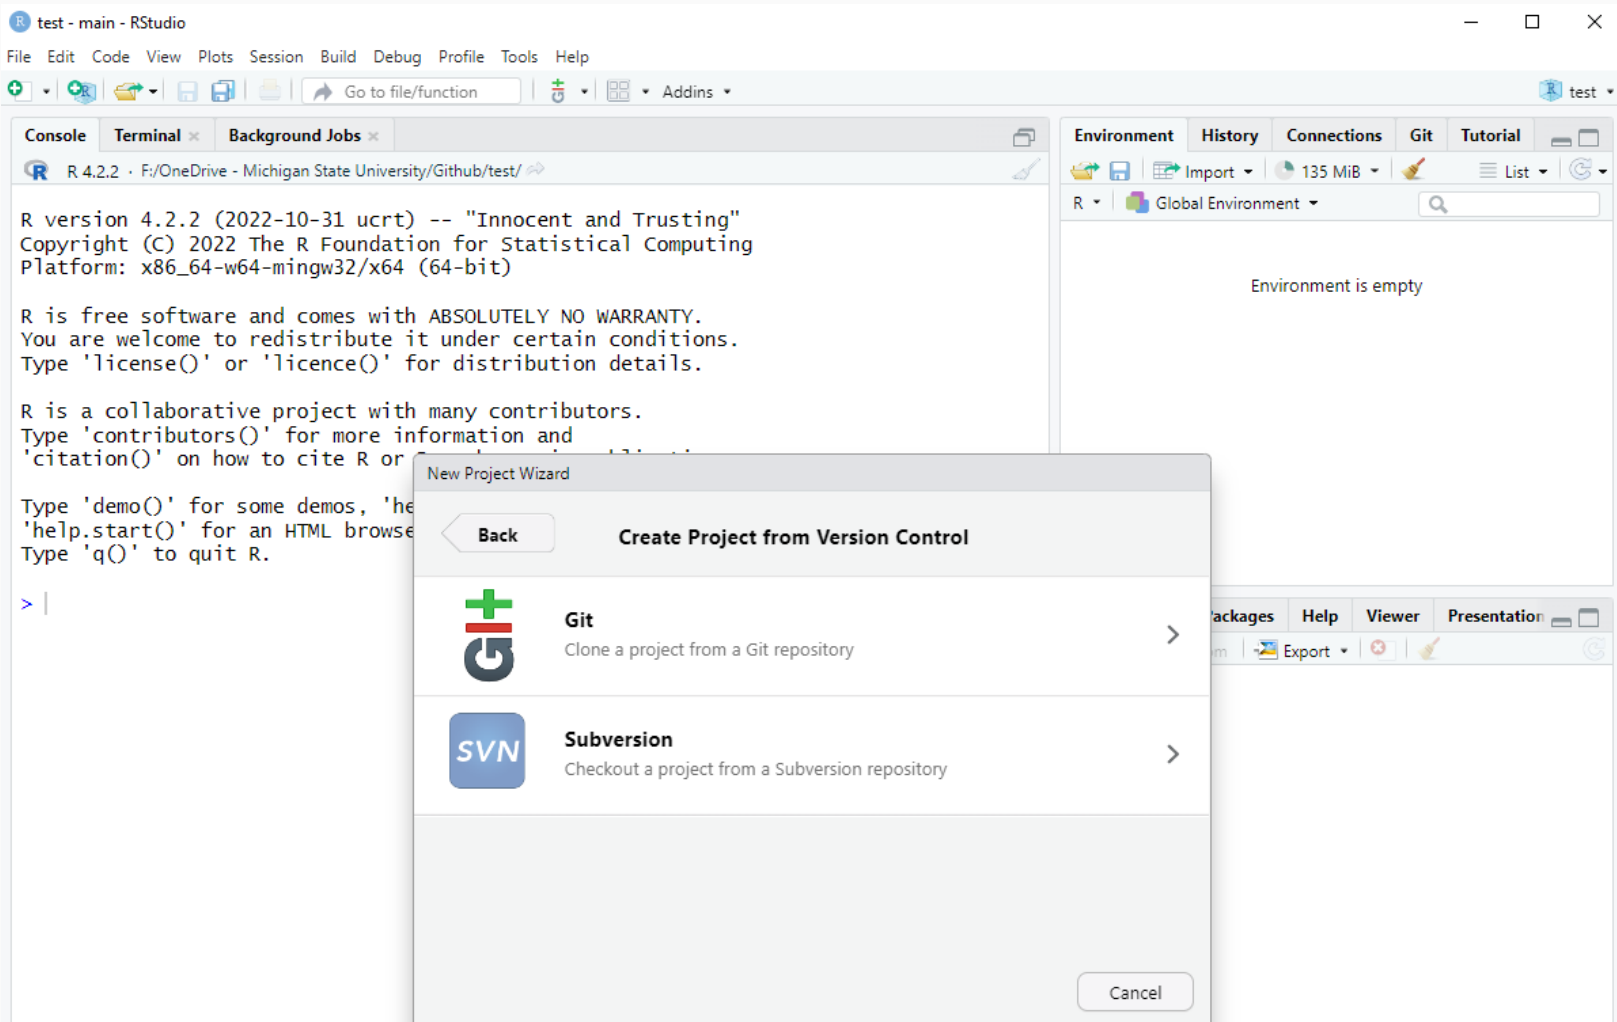 test - main - RStudio
File Edit Code View Plots Session Build Debug Profile Tools Help
Go to file/function Addins test
Console Terminal Background Jobs
R 4.2.2 · F:/OneDrive - Michigan State University/Github/test/
R version 4.2.2 (2022-10-31 ucrt) -- "Innocent and Trusting"
Copyright (C) 2022 The R Foundation for Statistical Computing
Platform: x86_64-w64-mingw32/x64 (64-bit)
R is free software and comes with ABSOLUTELY NO WARRANTY.
You are welcome to redistribute it under certain conditions.
Type 'license()' or 'licence()' for distribution details.
R is a collaborative project with many contributors.
Type 'contributors()' for more information and
'citation()' on how to cite R or
Type 'demo()' for some demos, 'he
'help.start()' for an HTML browse
Type 'q()' to quit R.
>
Environment History Connections Git Tutorial
Import 135 MiB List
R Global Environment
Environment is empty
New Project Wizard
Back
Create Project from Version Control
Git
Git
Clone a project from a Git repository
SVN
Subversion
Checkout a project from a Subversion repository
Cancel
ackages Help Viewer Presentation
Export